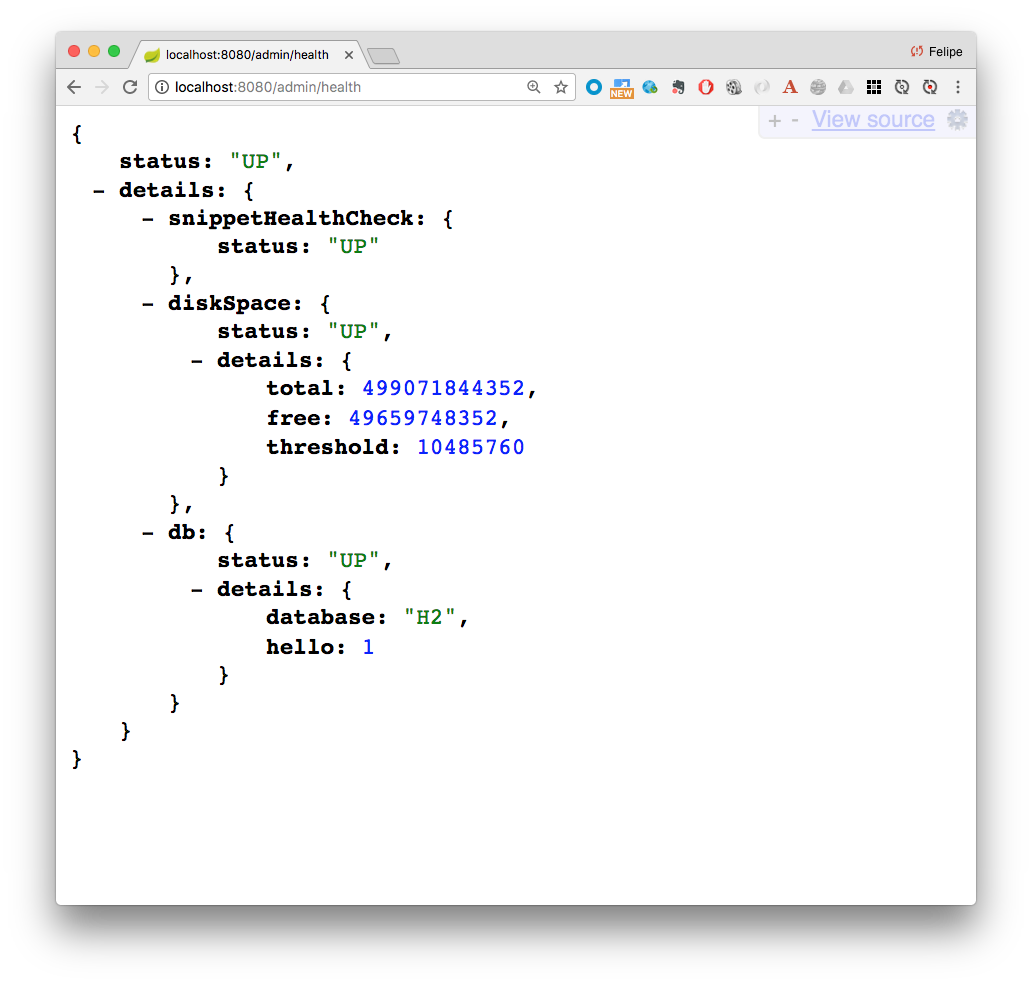 localhost:8080/admin/health
Felipe
localhost:8080/admin/health
NEW
A
+ - View source
{
status: "UP",
- details: {
- snippetHealthCheck: {
status: "UP"
},
- diskSpace: {
status: "UP",
- details: {
total: 499071844352,
free: 49659748352,
threshold: 10485760
}
},
- db: {
status: "UP",
- details: {
database: "H2",
hello: 1
}
}
}
}